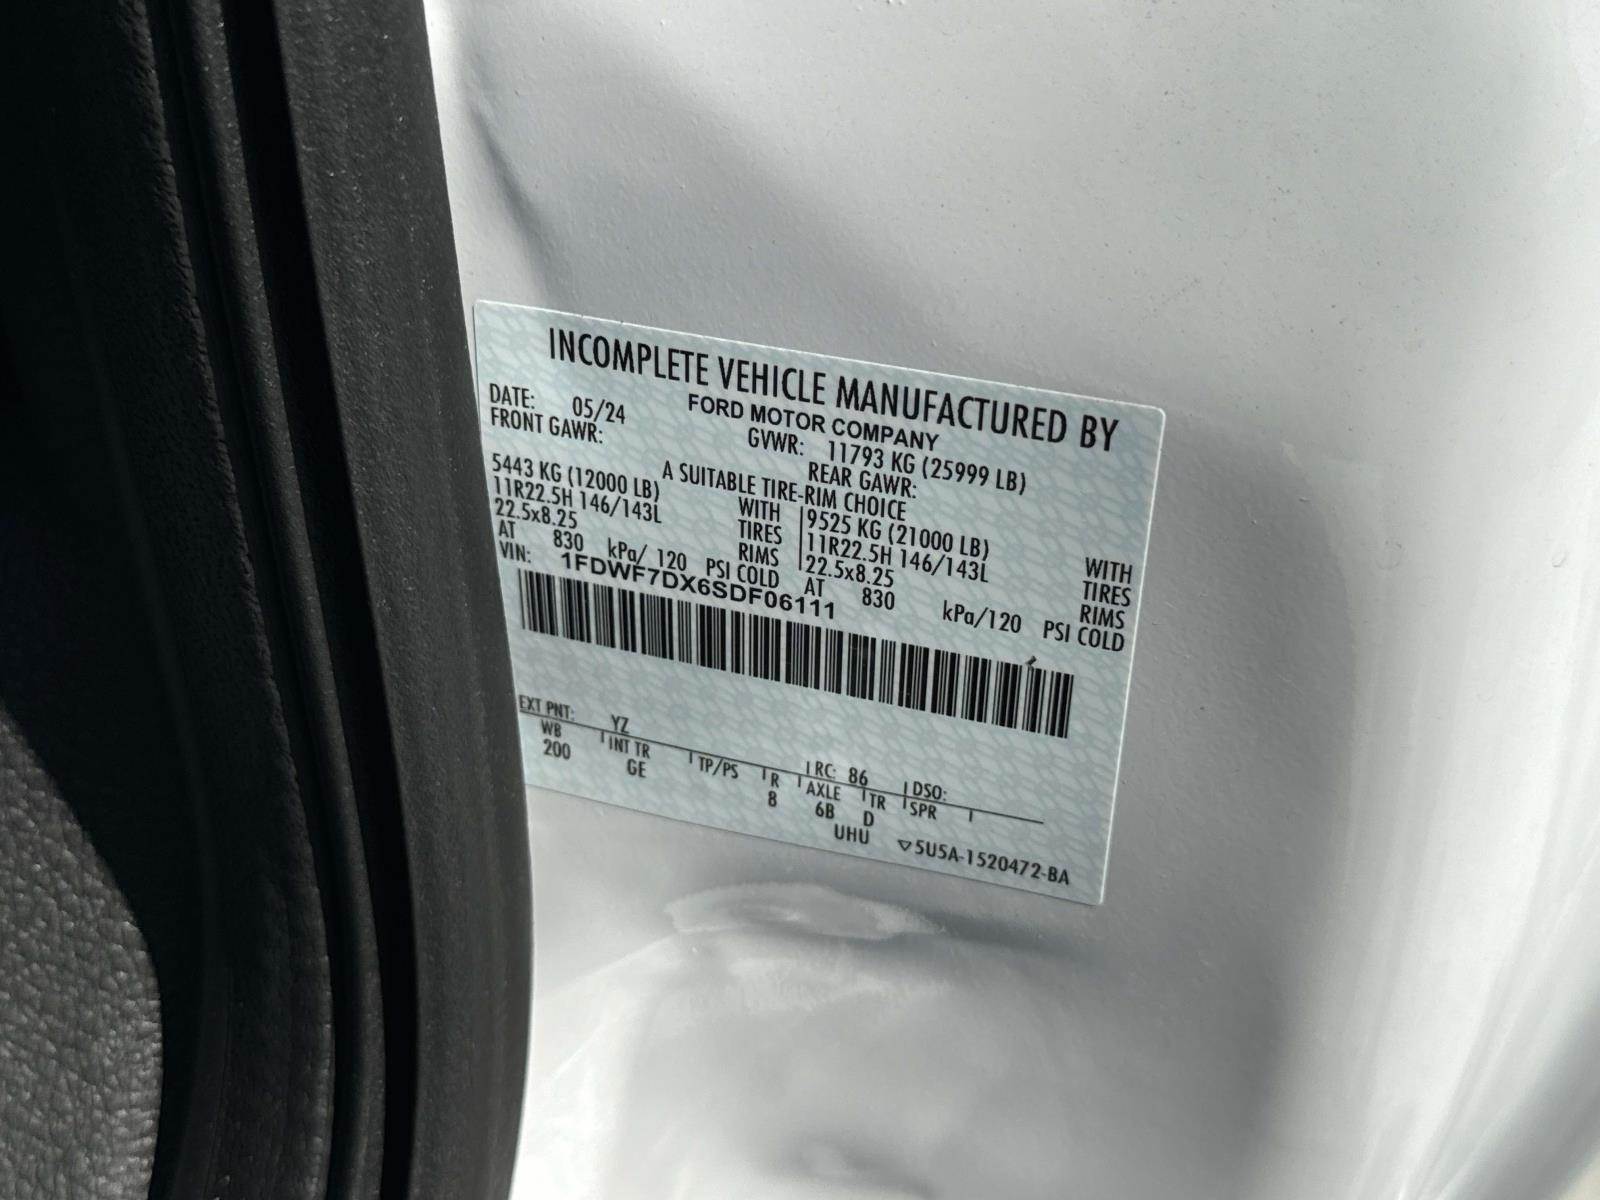 INCOMPLETE VEHICLE MANUFACTURED BY
FORD MOTOR COMPANY
DATE: 05/24 GVWR: 11793 KG (25999 LB)
FRONT GAWR: REAR GAWR:
A SUITABLE TIRE-RIM CHOICE
5443 KG (12000 LB) WITH 9525 KG (21000 LB) WITH
11R22.5H 146/143L TIRES 11R22.5H 146/143L TIRES
22.5x8.25 RIMS 22.5x8.25 RIMS
AT 830 kPa/ 120 PSI COLD AT 830 kPa/120 PSI COLD
VIN: 1FDWF7DX6SDF06111
EXT PNT: YZ RC: 86 DSO:
WB INT TR TP/PS R AXLE TR SPR
200 GE 8 6B D
UHU ▽5U5A-1520472-BA